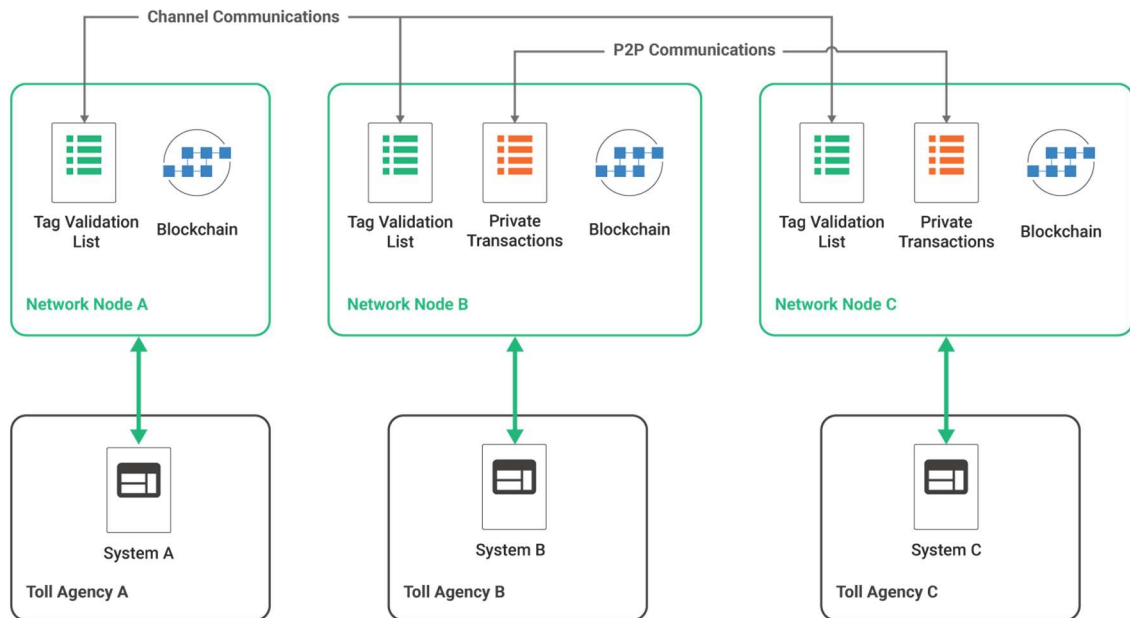 Channel Communications
P2P Communications
Tag Validation
List
Blockchain
Network Node A
Tag Validation
List
Private
Transactions
Blockchain
Network Node B
Tag Validation
List
Private
Transactions
Blockchain
Network Node C
System A
Toll Agency A
System B
Toll Agency B
System C
Toll Agency C